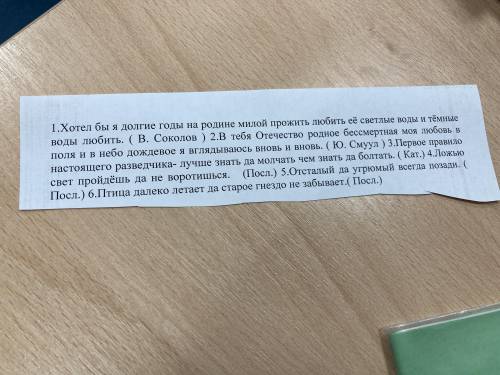 1.Хотел бы я долгие годы на родине милой прожить любить её светлые воды и тёмные
воды любить. ( В. Соколов ) 2.В тебя Отечество родное бессмертная моя любовь в
поля и в небо дождевое я вглядываюсь вновь и вновь. ( Ю. Смуул ) 3.Первое правило
настоящего разведчика- лучше знать да молчать чем знать да болтать. ( Кат.) 4.Ложью
свет пройдёшь да не воротишься. (Посл.) 5.Отсталый да угрюмый всегда позади. (
Посл.) 6.Птица далеко летает да старое гнездо не забывает.( Посл.)